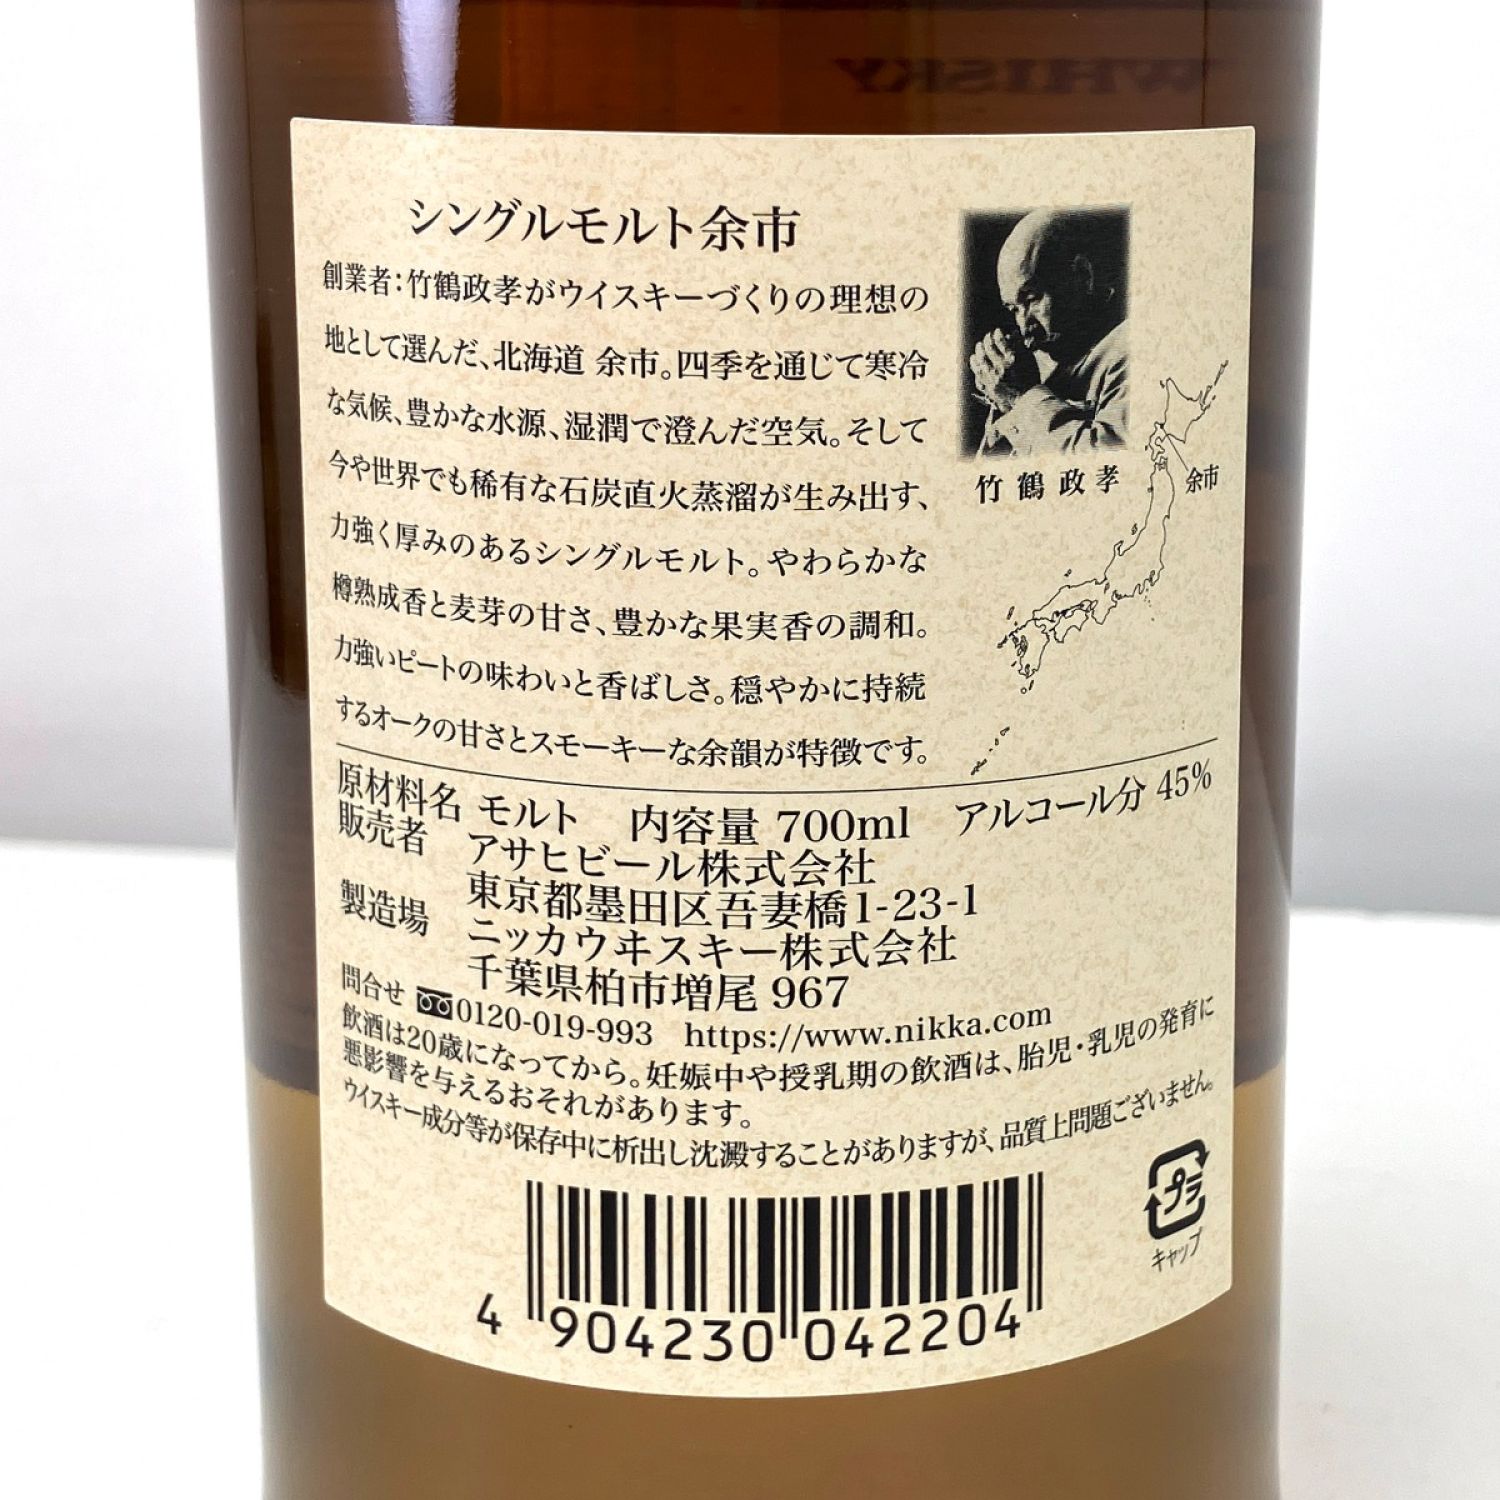 WHISKY
シングルモルト余市
創業者：竹鶴政孝がウイスキーづくりの理想の
地として選んだ、北海道 余市。四季を通じて寒冷
な気候、豊かな水源、湿潤で澄んだ空気。そして
今や世界でも稀有な石炭直火蒸溜が生み出す、
力強く厚みのあるシングルモルト。やわらかな
樽熟成香と麦芽の甘さ、豊かな果実香の調和。
力強いピートの味わいと香ばしさ。穏やかに持続
するオークの甘さとスモーキーな余韻が特徴です。
竹鶴政孝
余市
原材料名 モルト 内容量 700ml アルコール分 45%
販売者 アサヒビール株式会社
東京都墨田区吾妻橋1-23-1
製造場 ニッカウヰスキー株式会社
千葉県柏市増尾 967
問合せ 0120-019-993 https://www.nikka.com
飲酒は20歳になってから。妊娠中や授乳期の飲酒は、胎児・乳児の発育に
悪影響を与えるおそれがあります。
ウイスキー成分等が保存中に析出し沈澱することがありますが、品質上問題ございません。
プラ
キャップ
4 904230 042204